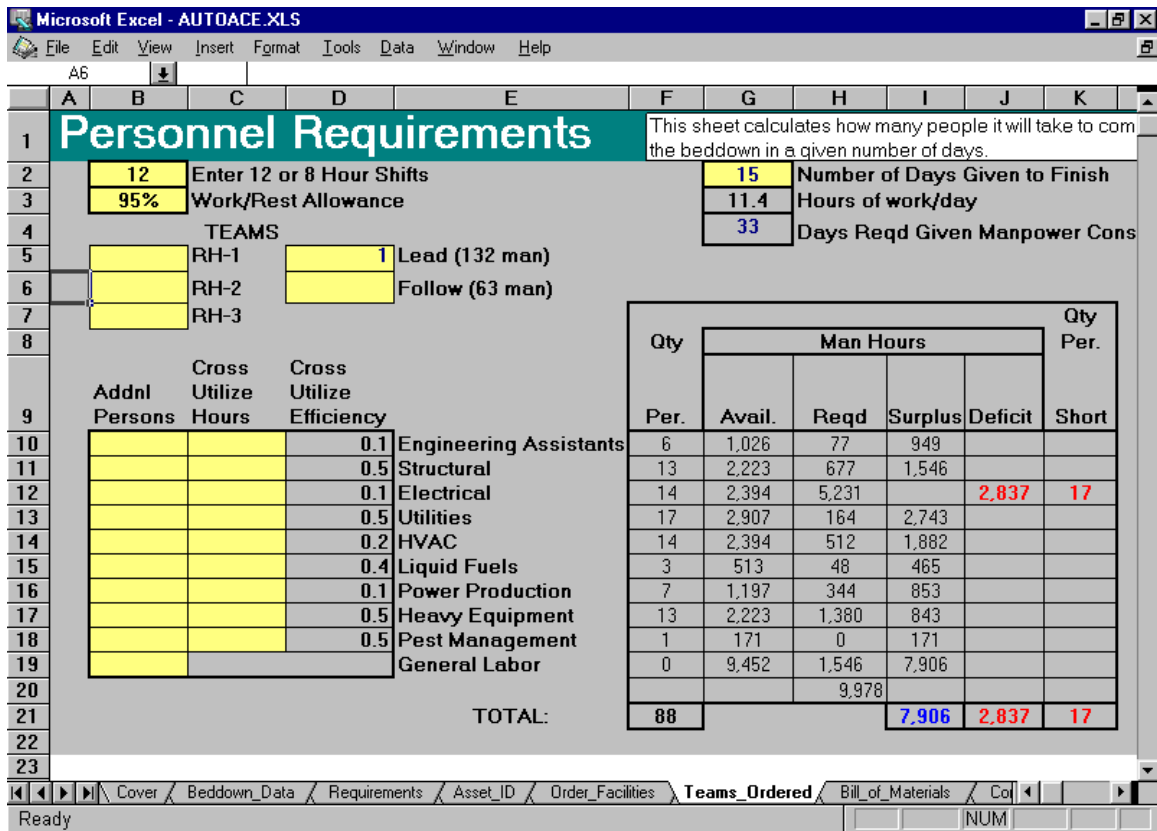 Microsoft Excel - AUTOACE.XLS
File Edit View Insert Format Tools Data Window Help
A6
A B C D E F G H I J K
1 Personnel Requirements This sheet calculates how many people it will take to com
the beddown in a given number of days.
2 12 Enter 12 or 8 Hour Shifts 15 Number of Days Given to Finish
3 95% Work/Rest Allowance 11.4 Hours of work/day
4 TEAMS 33 Days Reqd Given Manpower Cons
5 RH-1 1 Lead (132 man)
6 RH-2 Follow (63 man)
7 RH-3 Qty
8 Qty Man Hours Per.
Cross Cross
Addnl Utilize Utilize
9 Persons Hours Efficiency Per. Avail. Reqd Surplus Deficit Short
10 0.1 Engineering Assistants 6 1,026 77 949
11 0.5 Structural 13 2,223 677 1,546
12 0.1 Electrical 14 2,394 5,231 2,837 17
13 0.5 Utilities 17 2,907 164 2,743
14 0.2 HVAC 14 2,394 512 1,882
15 0.4 Liquid Fuels 3 513 48 465
16 0.1 Power Production 7 1,197 344 853
17 0.5 Heavy Equipment 13 2,223 1,380 843
18 0.5 Pest Management 1 171 0 171
19 General Labor 0 9,452 1,546 7,906
20 9,978
21 TOTAL: 88 7,906 2,837 17
22
23
Cover Beddown_Data Requirements Asset_ID Order_Facilities Teams_Ordered Bill_of_Materials Co
Ready NUM